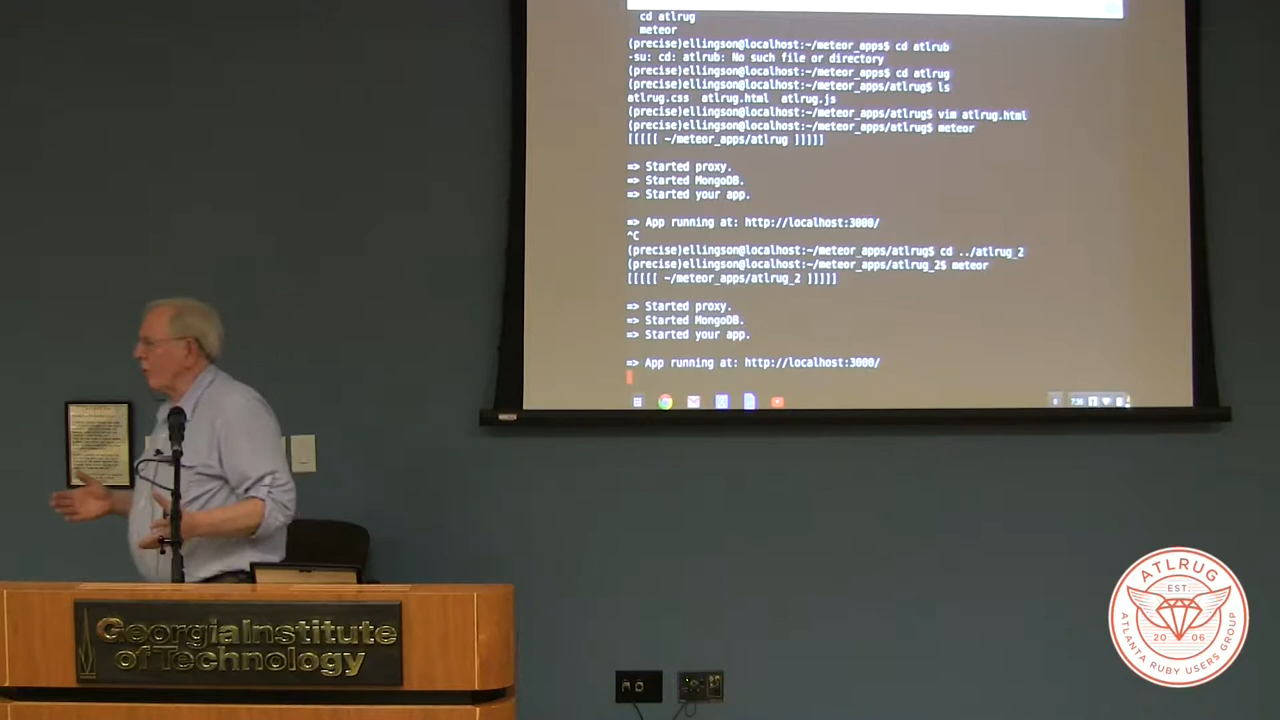 cd atlrug
meteor
(precise)ellingson@localhost:~/meteor_apps$ cd atlrub
-su: cd: atlrub: No such file or directory
(precise)ellingson@localhost:~/meteor_apps$ cd atlrug
(precise)ellingson@localhost:~/meteor_apps/atlrug$ ls
atlrug.css  atlrug.html  atlrug.js
(precise)ellingson@localhost:~/meteor_apps/atlrug$ vim atlrug.html
(precise)ellingson@localhost:~/meteor_apps/atlrug$ meteor
[[[[[ ~/meteor_apps/atlrug ]]]]]
=> Started proxy.
=> Started MongoDB.
=> Started your app.
=> App running at: http://localhost:3000/
^C
(precise)ellingson@localhost:~/meteor_apps/atlrug$ cd ../atlrug_2
(precise)ellingson@localhost:~/meteor_apps/atlrug_2$ meteor
[[[[[ ~/meteor_apps/atlrug_2 ]]]]]
=> Started proxy.
=> Started MongoDB.
=> Started your app.
=> App running at: http://localhost:3000/
Georgia Institute
of Technology
ATLRUG
EST.
20 06
ATLANTA RUBY USERS GROUP